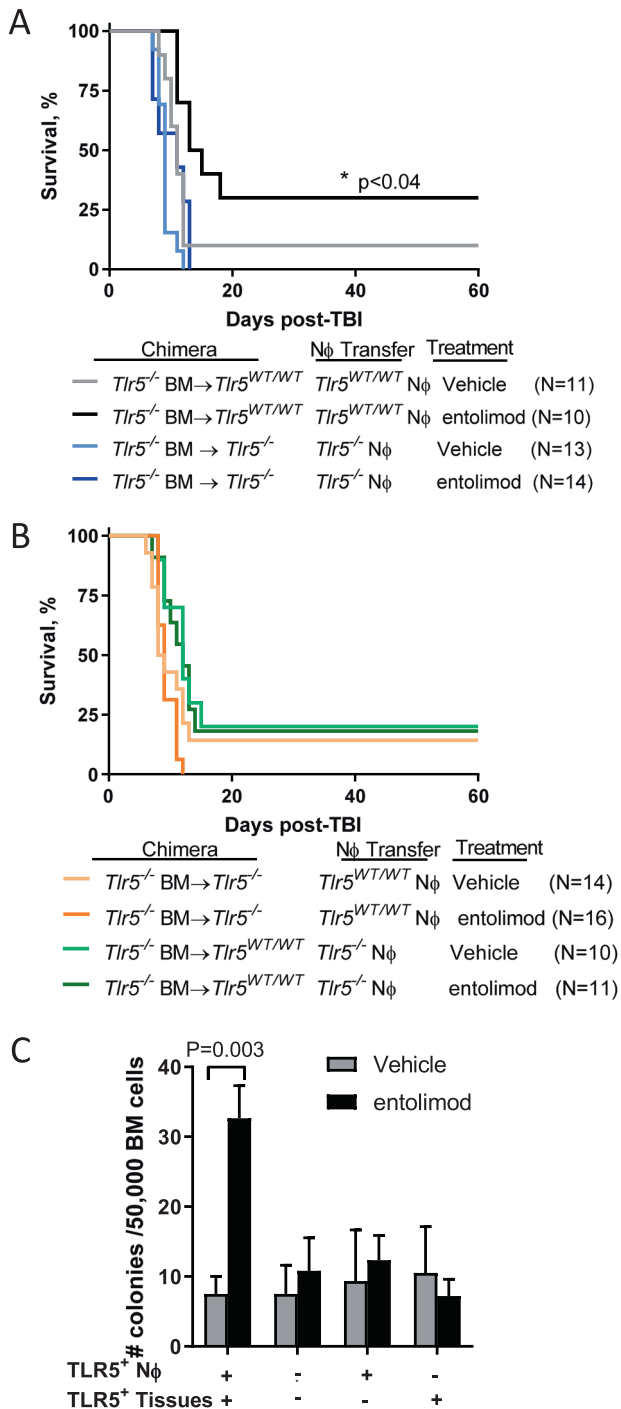 A
100
75
50
25
0
Survival, %
* p<0.04
0 20 40 60
Days post-TBI
Chimera Nϕ Transfer Treatment
Tlr5-/- BM→Tlr5WT/WT Tlr5WT/WT Nϕ Vehicle (N=11)
Tlr5-/- BM→Tlr5WT/WT Tlr5WT/WT Nϕ entolimod (N=10)
Tlr5-/- BM → Tlr5-/- Tlr5-/- Nϕ Vehicle (N=13)
Tlr5-/- BM → Tlr5-/- Tlr5-/- Nϕ entolimod (N=14)
B
100
75
50
25
0
Survival, %
0 20 40 60
Days post-TBI
Chimera Nϕ Transfer Treatment
Tlr5-/- BM→Tlr5-/- Tlr5WT/WT Nϕ Vehicle (N=14)
Tlr5-/- BM→Tlr5-/- Tlr5WT/WT Nϕ entolimod (N=16)
Tlr5-/- BM→Tlr5WT/WT Tlr5-/- Nϕ Vehicle (N=10)
Tlr5-/- BM→Tlr5WT/WT Tlr5-/- Nϕ entolimod (N=11)
C
P=0.003
Vehicle
entolimod
40
30
20
10
0
# colonies /50,000 BM cells
TLR5+ Nϕ + - + -
TLR5+ Tissues + - - +